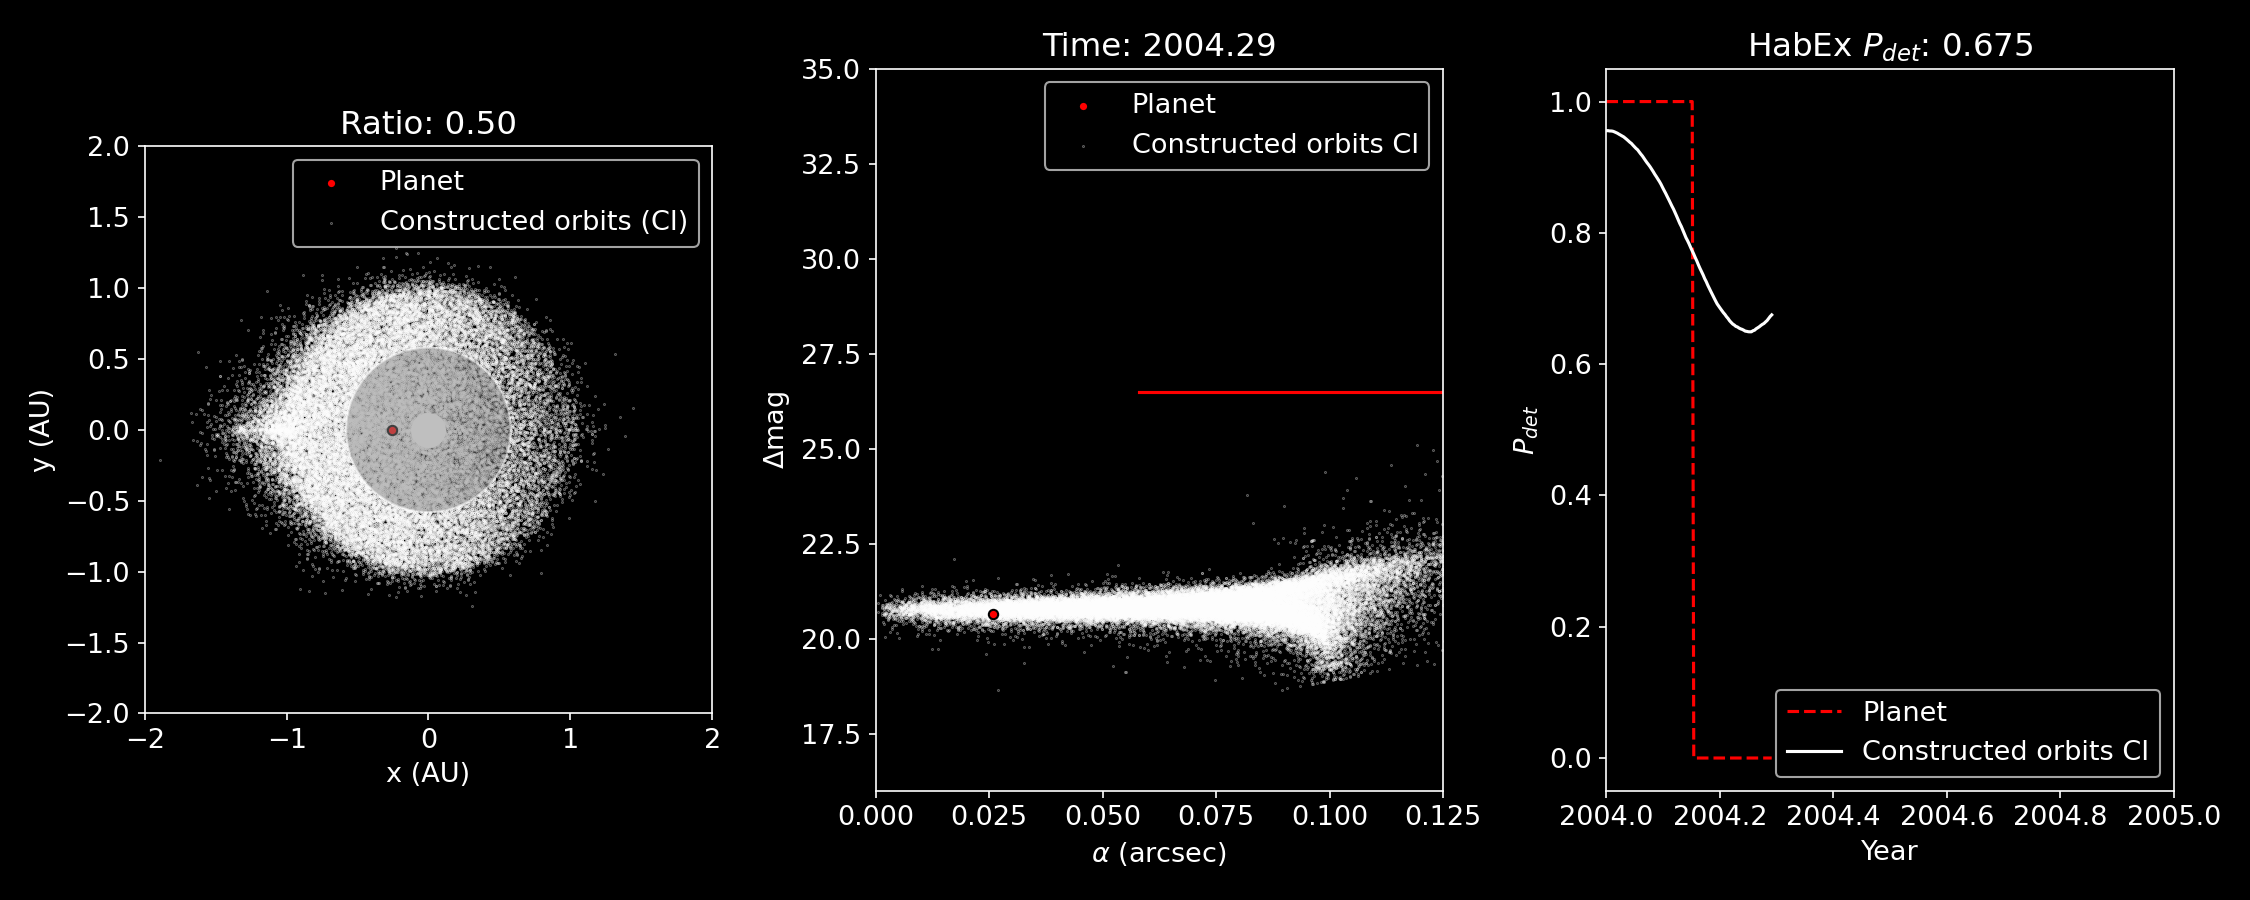 Ratio: 0.50
Planet
Constructed orbits (CI)
2.0
1.5
1.0
0.5
0.0
−0.5
−1.0
−1.5
−2.0
y (AU)
−2 −1 0 1 2
x (AU)
Time: 2004.29
Planet
Constructed orbits CI
35.0
32.5
30.0
27.5
25.0
22.5
20.0
17.5
Δmag
0.000 0.025 0.050 0.075 0.100 0.125
α (arcsec)
HabEx P_det: 0.675
1.0
0.8
0.6
0.4
0.2
0.0
P_det
Planet
Constructed orbits CI
2004.0 2004.2 2004.4 2004.6 2004.8 2005.0
Year